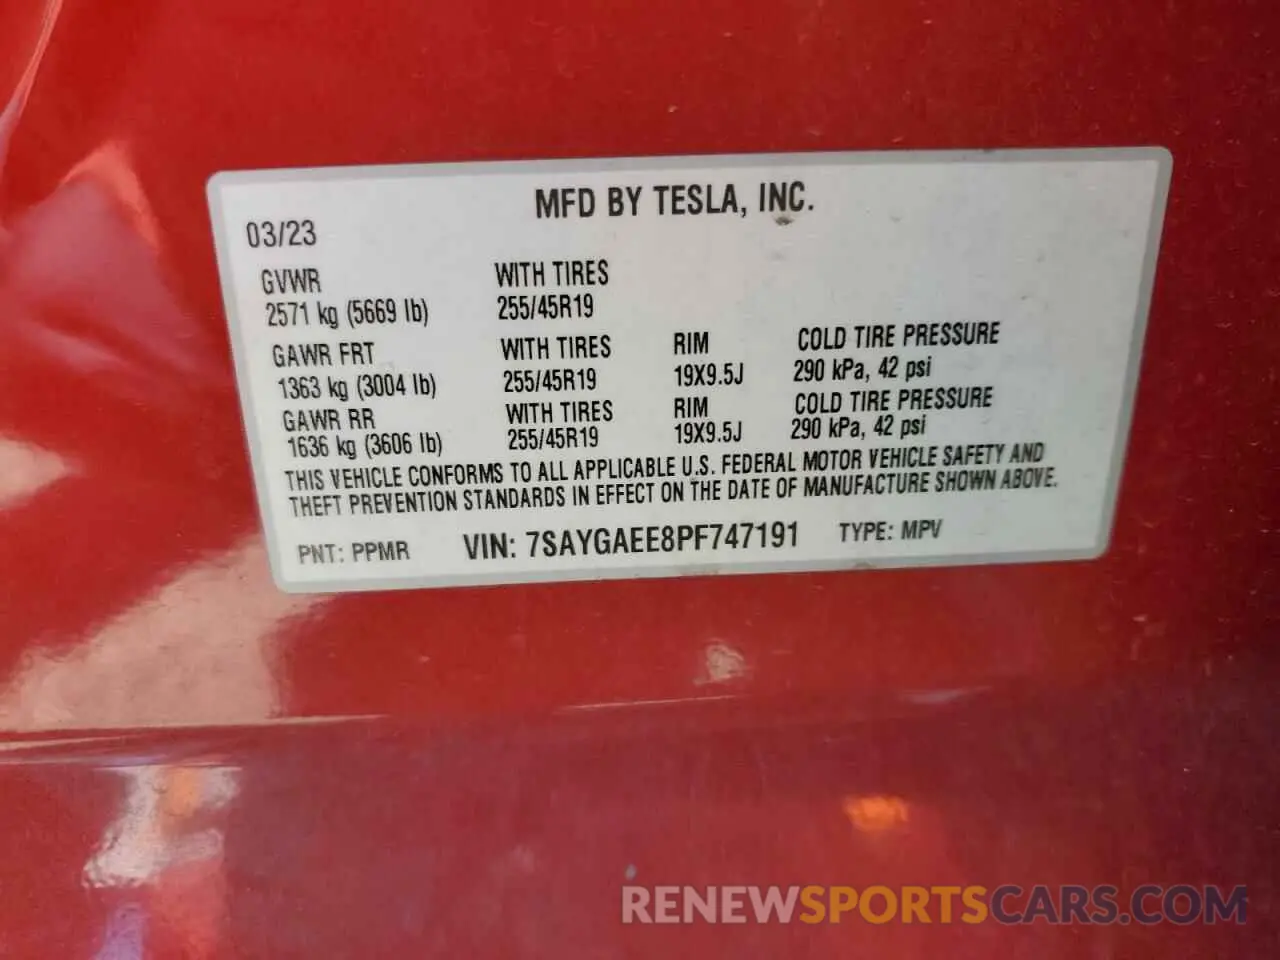 MFD BY TESLA, INC.
03/23
GVWR WITH TIRES
2571 kg (5669 lb) 255/45R19
GAWR FRT WITH TIRES RIM COLD TIRE PRESSURE
1363 kg (3004 lb) 255/45R19 19X9.5J 290 kPa, 42 psi
GAWR RR WITH TIRES RIM COLD TIRE PRESSURE
1636 kg (3606 lb) 255/45R19 19X9.5J 290 kPa, 42 psi
THIS VEHICLE CONFORMS TO ALL APPLICABLE U.S. FEDERAL MOTOR VEHICLE SAFETY AND
THEFT PREVENTION STANDARDS IN EFFECT ON THE DATE OF MANUFACTURE SHOWN ABOVE.
PNT: PPMR VIN: 7SAYGAEE8PF747191 TYPE: MPV
RENEWSPORTSCARS.COM